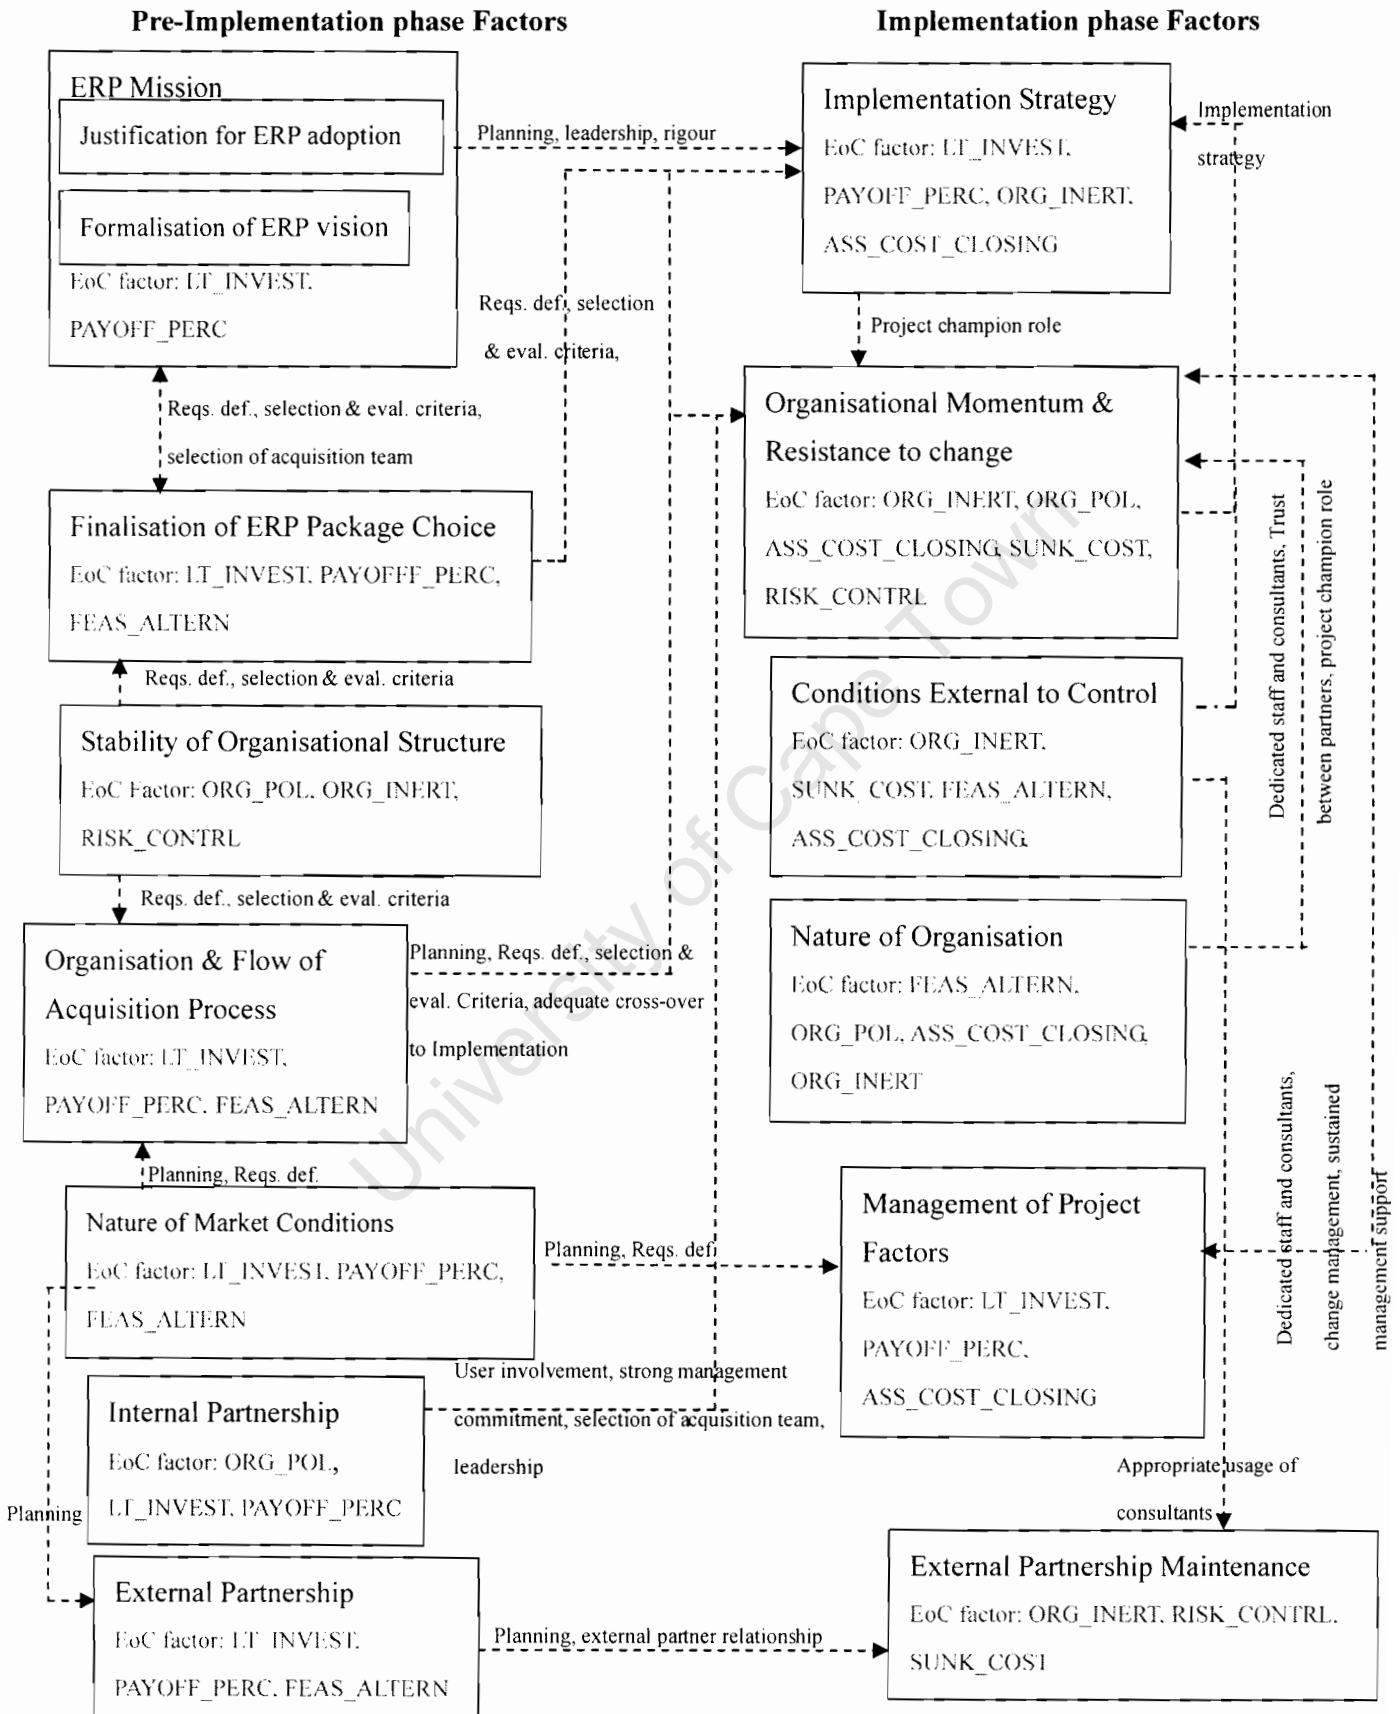 Pre-Implementation phase Factors
ERP Mission
Justification for ERP adoption
Formalisation of ERP vision
EoC factor: LT_INVEST,
PAYOFF_PERC
Reqs. def., selection & eval. criteria,
selection of acquisition team
Finalisation of ERP Package Choice
EoC factor: LT_INVEST, PAYOFFF_PERC,
FEAS_ALTERN
Reqs. def., selection & eval. criteria
Stability of Organisational Structure
EoC Factor: ORG_POL, ORG_INERT,
RISK_CONTRL
Reqs. def., selection & eval. criteria
Organisation & Flow of
Acquisition Process
EoC factor: LT_INVEST,
PAYOFF_PERC, FEAS_ALTERN
Planning, Reqs. def.
Nature of Market Conditions
EoC factor: LT_INVEST, PAYOFF_PERC,
FEAS_ALTERN
Internal Partnership
EoC factor: ORG_POL,
LT_INVEST, PAYOFF_PERC
Planning
External Partnership
EoC factor: LT_INVEST,
PAYOFF_PERC, FEAS_ALTERN
Planning, leadership, rigour
Reqs. def., selection
& eval. criteria,
Planning, Reqs. def., selection &
eval. Criteria, adequate cross-over
to Implementation
Planning, Reqs. def
User involvement, strong management
commitment, selection of acquisition team,
leadership
Planning, external partner relationship
Implementation phase Factors
Implementation Strategy
EoC factor: LT_INVEST,
PAYOFF_PERC, ORG_INERT,
ASS_COST_CLOSING
Implementation
strategy
Project champion role
Organisational Momentum &
Resistance to change
EoC factor: ORG_INERT, ORG_POL,
ASS_COST_CLOSING, SUNK_COST,
RISK_CONTRL
Conditions External to Control
EoC factor: ORG_INERT,
SUNK_COST, FEAS_ALTERN,
ASS_COST_CLOSING
Nature of Organisation
EoC factor: FEAS_ALTERN,
ORG_POL, ASS_COST_CLOSING,
ORG_INERT
Management of Project
Factors
EoC factor: LT_INVEST,
PAYOFF_PERC,
ASS_COST_CLOSING
Dedicated staff and consultants, Trust
between partners, project champion role
Dedicated staff and consultants,
change management, sustained
management support
Appropriate usage of
consultants
External Partnership Maintenance
EoC factor: ORG_INERT, RISK_CONTRL,
SUNK_COST
University of Cape Town